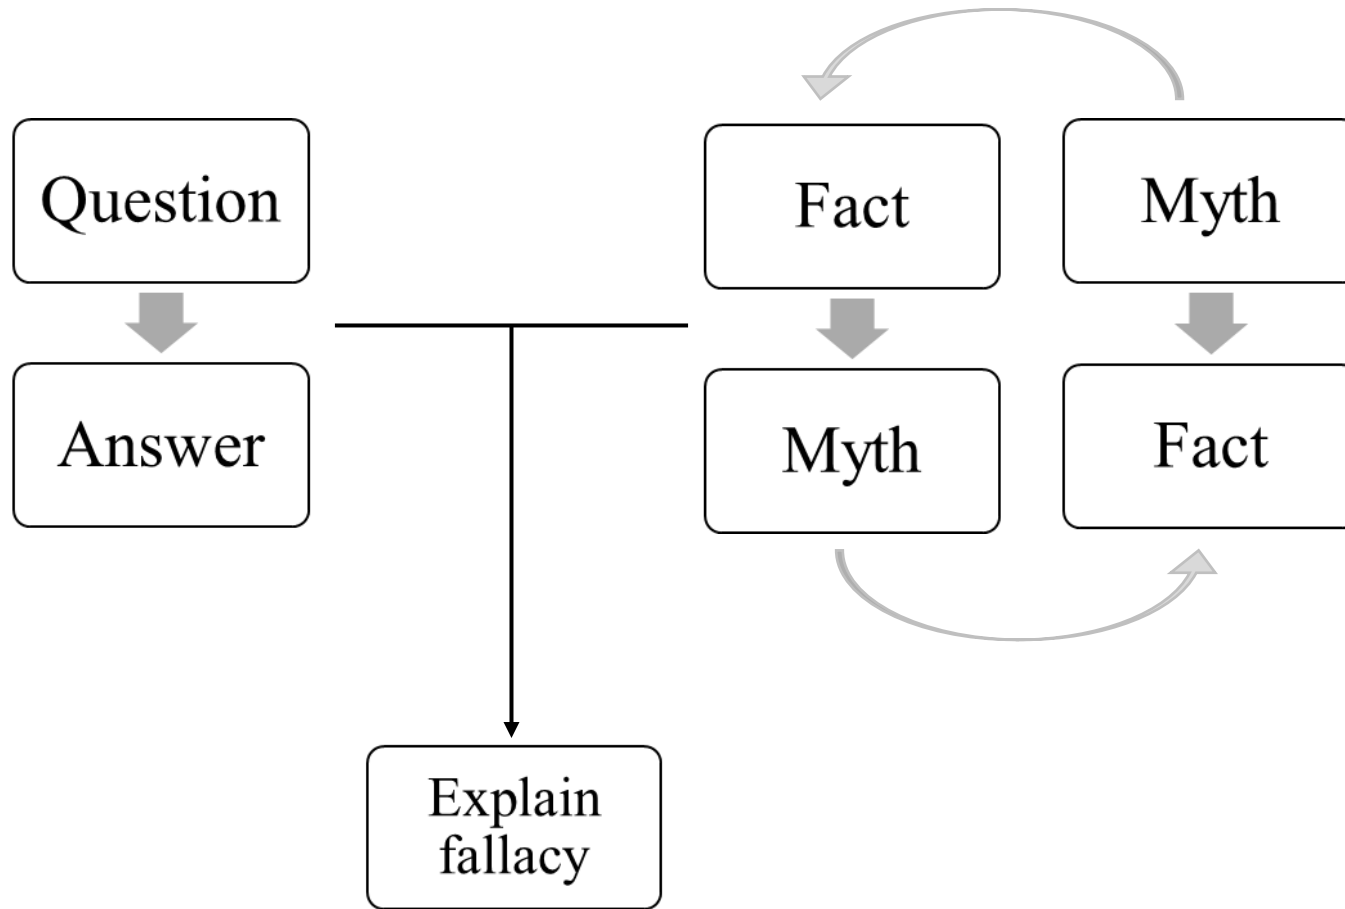 Question
Answer
Fact
Myth
Myth
Fact
Explain
fallacy